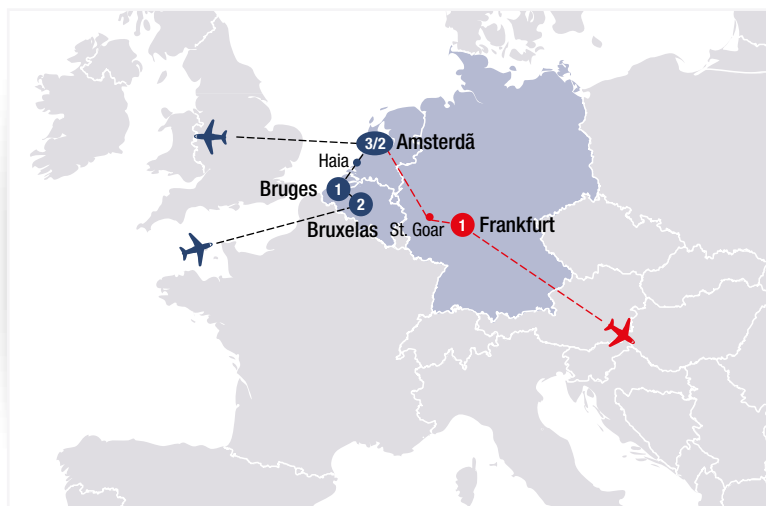 3/2 Amsterdã
Haia
Bruges 1
2
Bruxelas
St. Goar
1 Frankfurt